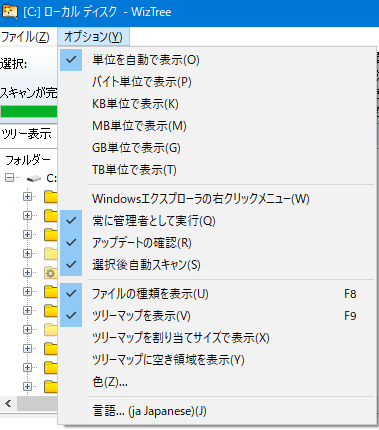 [C:] ローカル ディスク - WizTree
ファイル(Z) オプション(Y)
選択:
スキャンが完
ツリー表示
フォルダー
C:
単位を自動で表示(O)
バイト単位で表示(P)
KB単位で表示(K)
MB単位で表示(M)
GB単位で表示(G)
TB単位で表示(T)
Windowsエクスプローラの右クリックメニュー(W)
常に管理者として実行(Q)
アップデートの確認(R)
選択後自動スキャン(S)
ファイルの種類を表示(U) F8
ツリーマップを表示(V) F9
ツリーマップを割り当てサイズで表示(X)
ツリーマップに空き領域を表示(Y)
色(Z)...
言語... (ja Japanese)(J)